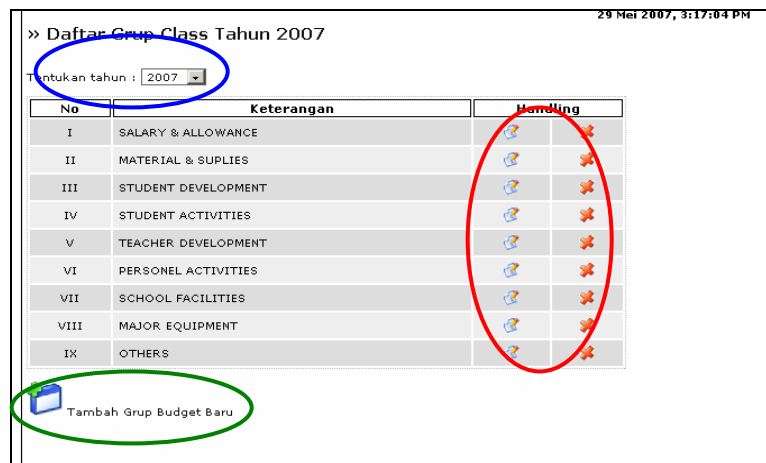 29 Mei 2007, 3:17:04 PM
» Daftar Grup Class Tahun 2007
Tentukan tahun : 2007
No Keterangan Handling
I SALARY & ALLOWANCE
II MATERIAL & SUPLIES
III STUDENT DEVELOPMENT
IV STUDENT ACTIVITIES
V TEACHER DEVELOPMENT
VI PERSONEL ACTIVITIES
VII SCHOOL FACILITIES
VIII MAJOR EQUIPMENT
IX OTHERS
Tambah Grup Budget Baru